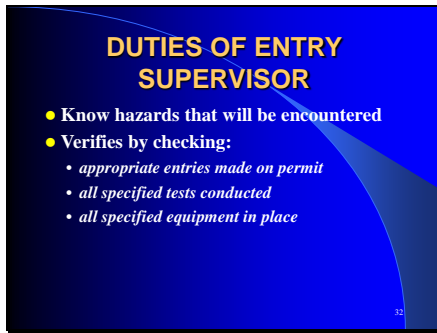 DUTIES OF ENTRY
SUPERVISOR
● Know hazards that will be encountered
● Verifies by checking:
• appropriate entries made on permit
• all specified tests conducted
• all specified equipment in place
32